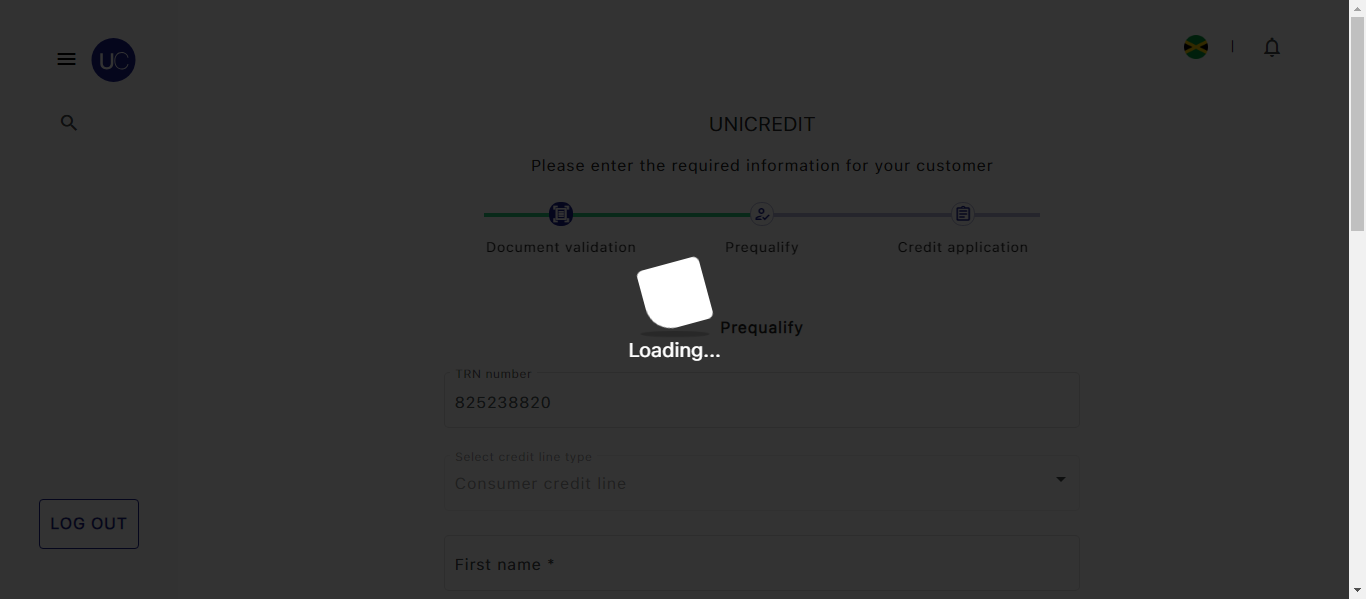 UC
UNICREDIT
Please enter the required information for your customer
Document validation
Prequalify
Credit application
Prequalify
Loading...
TRN number
825238820
Select credit line type
Consumer credit line
LOG OUT
First name *